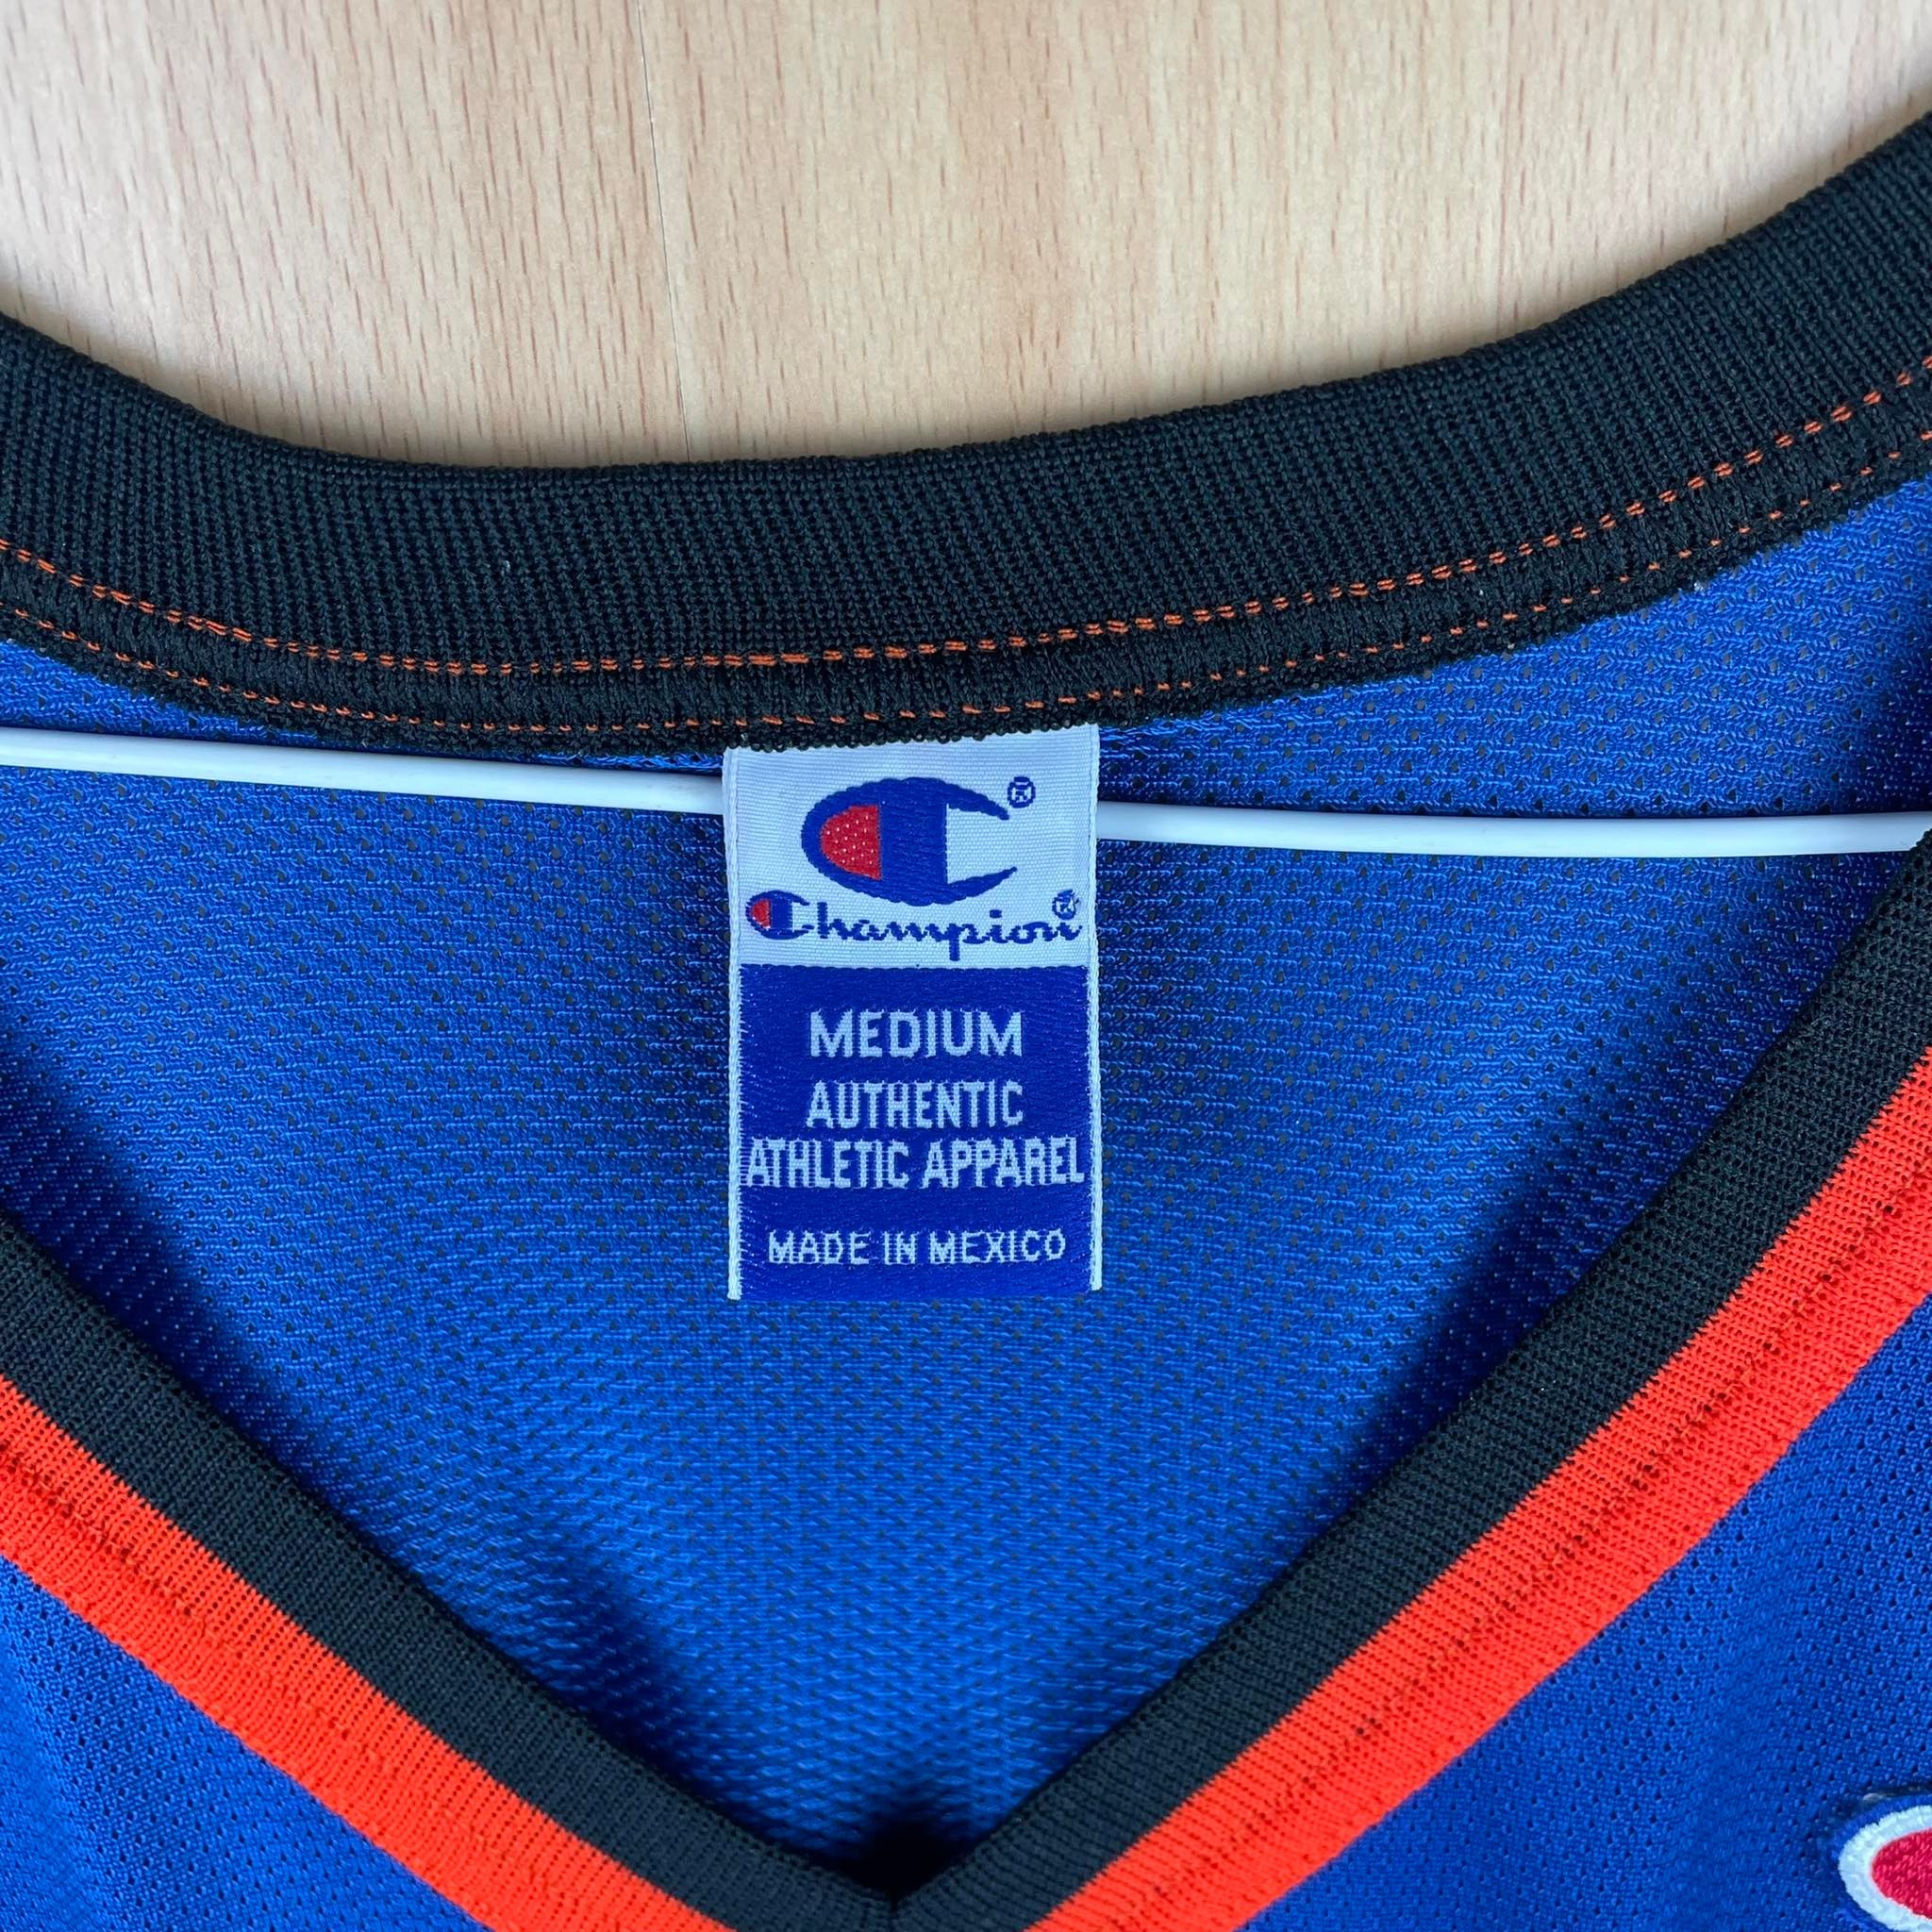 ®
Champion®
MEDIUM
AUTHENTIC
ATHLETIC APPAREL
MADE IN MEXICO